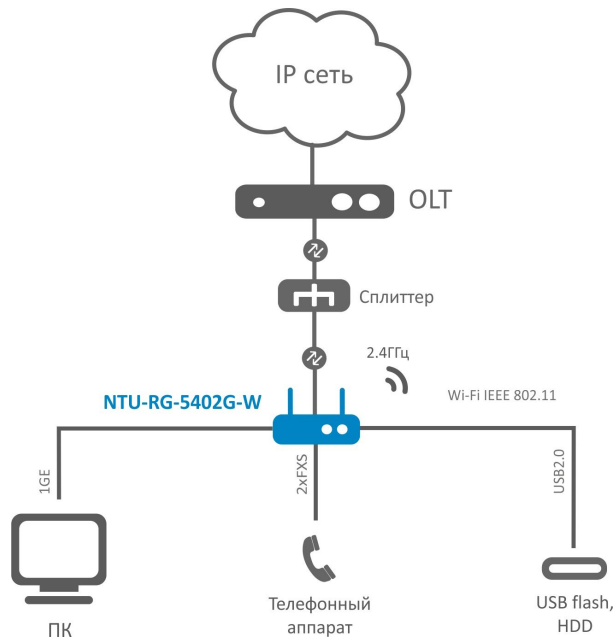 IP сеть
OLT
Сплиттер
2.4ГГц
Wi-Fi IEEE 802.11
NTU-RG-5402G-W
1GE
2xFXS
USB2.0
ПК
Телефонный
аппарат
USB flash,
HDD